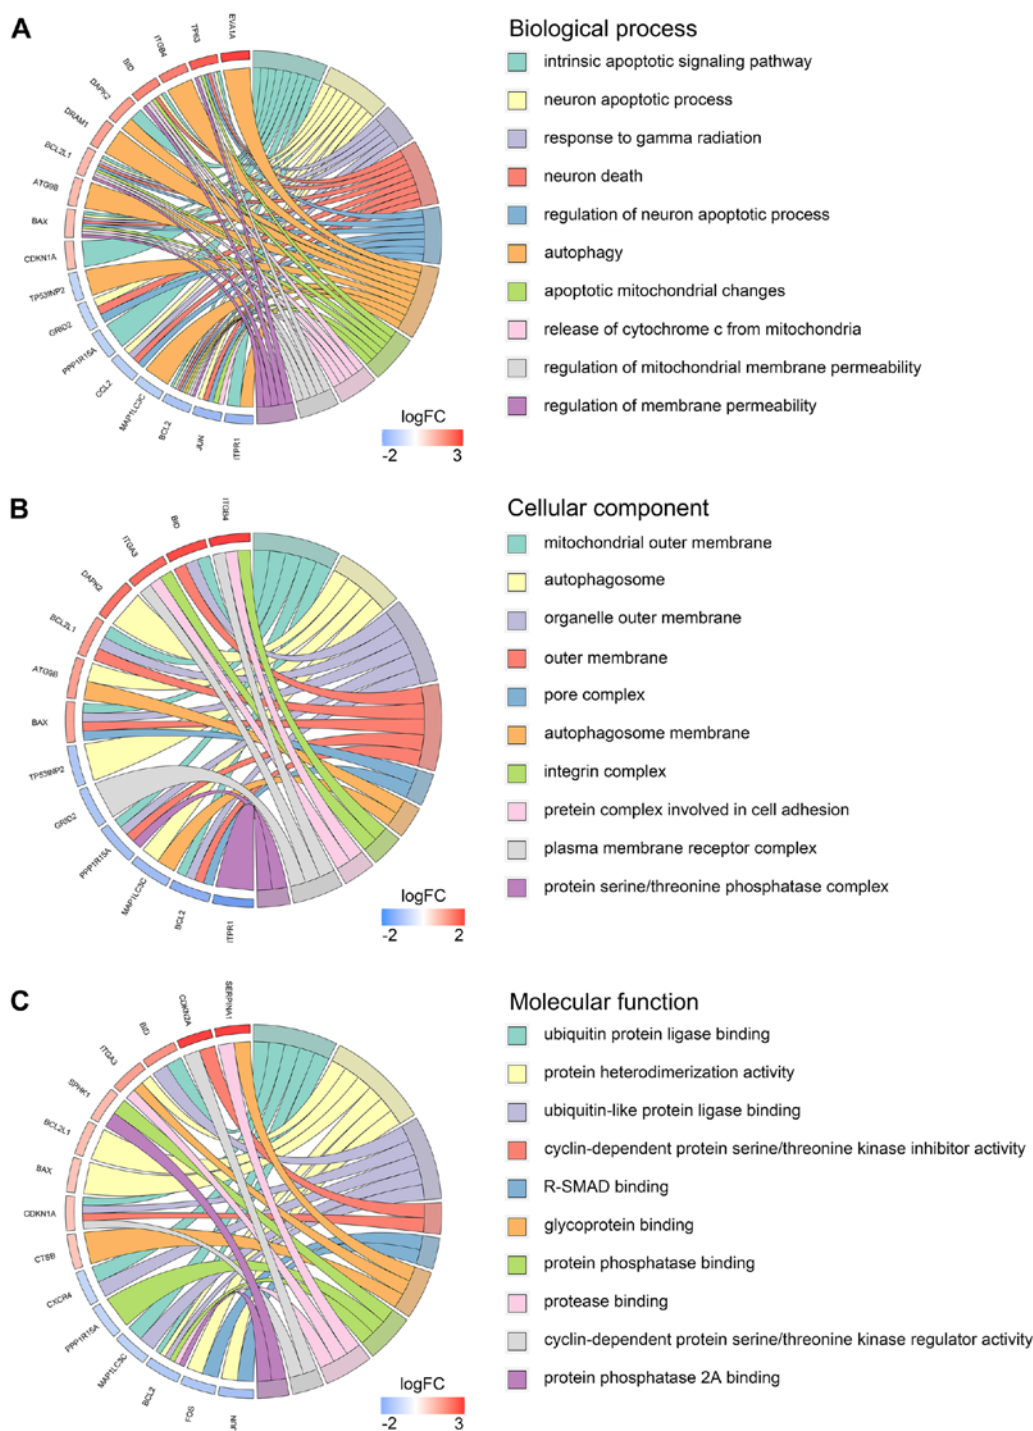 A
Biological process
EVA1A
TP63
ITGB4
BID
DAPK2
DRAM1
BCL2L1
ATG9B
BAX
CDKN1A
TP53INP2
GRID2
PPP1R15A
CCL2
MAP1LC3C
BCL2
JUN
ITPR1
intrinsic apoptotic signaling pathway
neuron apoptotic process
response to gamma radiation
neuron death
regulation of neuron apoptotic process
autophagy
apoptotic mitochondrial changes
release of cytochrome c from mitochondria
regulation of mitochondrial membrane permeability
regulation of membrane permeability
logFC
-2 3
B
Cellular component
ITGB4
BID
ITGA3
DAPK2
BCL2L1
ATG9B
BAX
TP53INP2
GRID2
PPP1R15A
MAP1LC3C
BCL2
ITPR1
mitochondrial outer membrane
autophagosome
organelle outer membrane
outer membrane
pore complex
autophagosome membrane
integrin complex
pretein complex involved in cell adhesion
plasma membrane receptor complex
protein serine/threonine phosphatase complex
logFC
-2 2
C
Molecular function
SERPINA1
CDKN2A
BID
ITGA3
SPHK1
BCL2L1
BAX
CDKN1A
CTSB
CXCR4
PPP1R15A
MAP1LC3C
BCL2
FOS
JUN
ubiquitin protein ligase binding
protein heterodimerization activity
ubiquitin-like protein ligase binding
cyclin-dependent protein serine/threonine kinase inhibitor activity
R-SMAD binding
glycoprotein binding
protein phosphatase binding
protease binding
cyclin-dependent protein serine/threonine kinase regulator activity
protein phosphatase 2A binding
logFC
-2 3